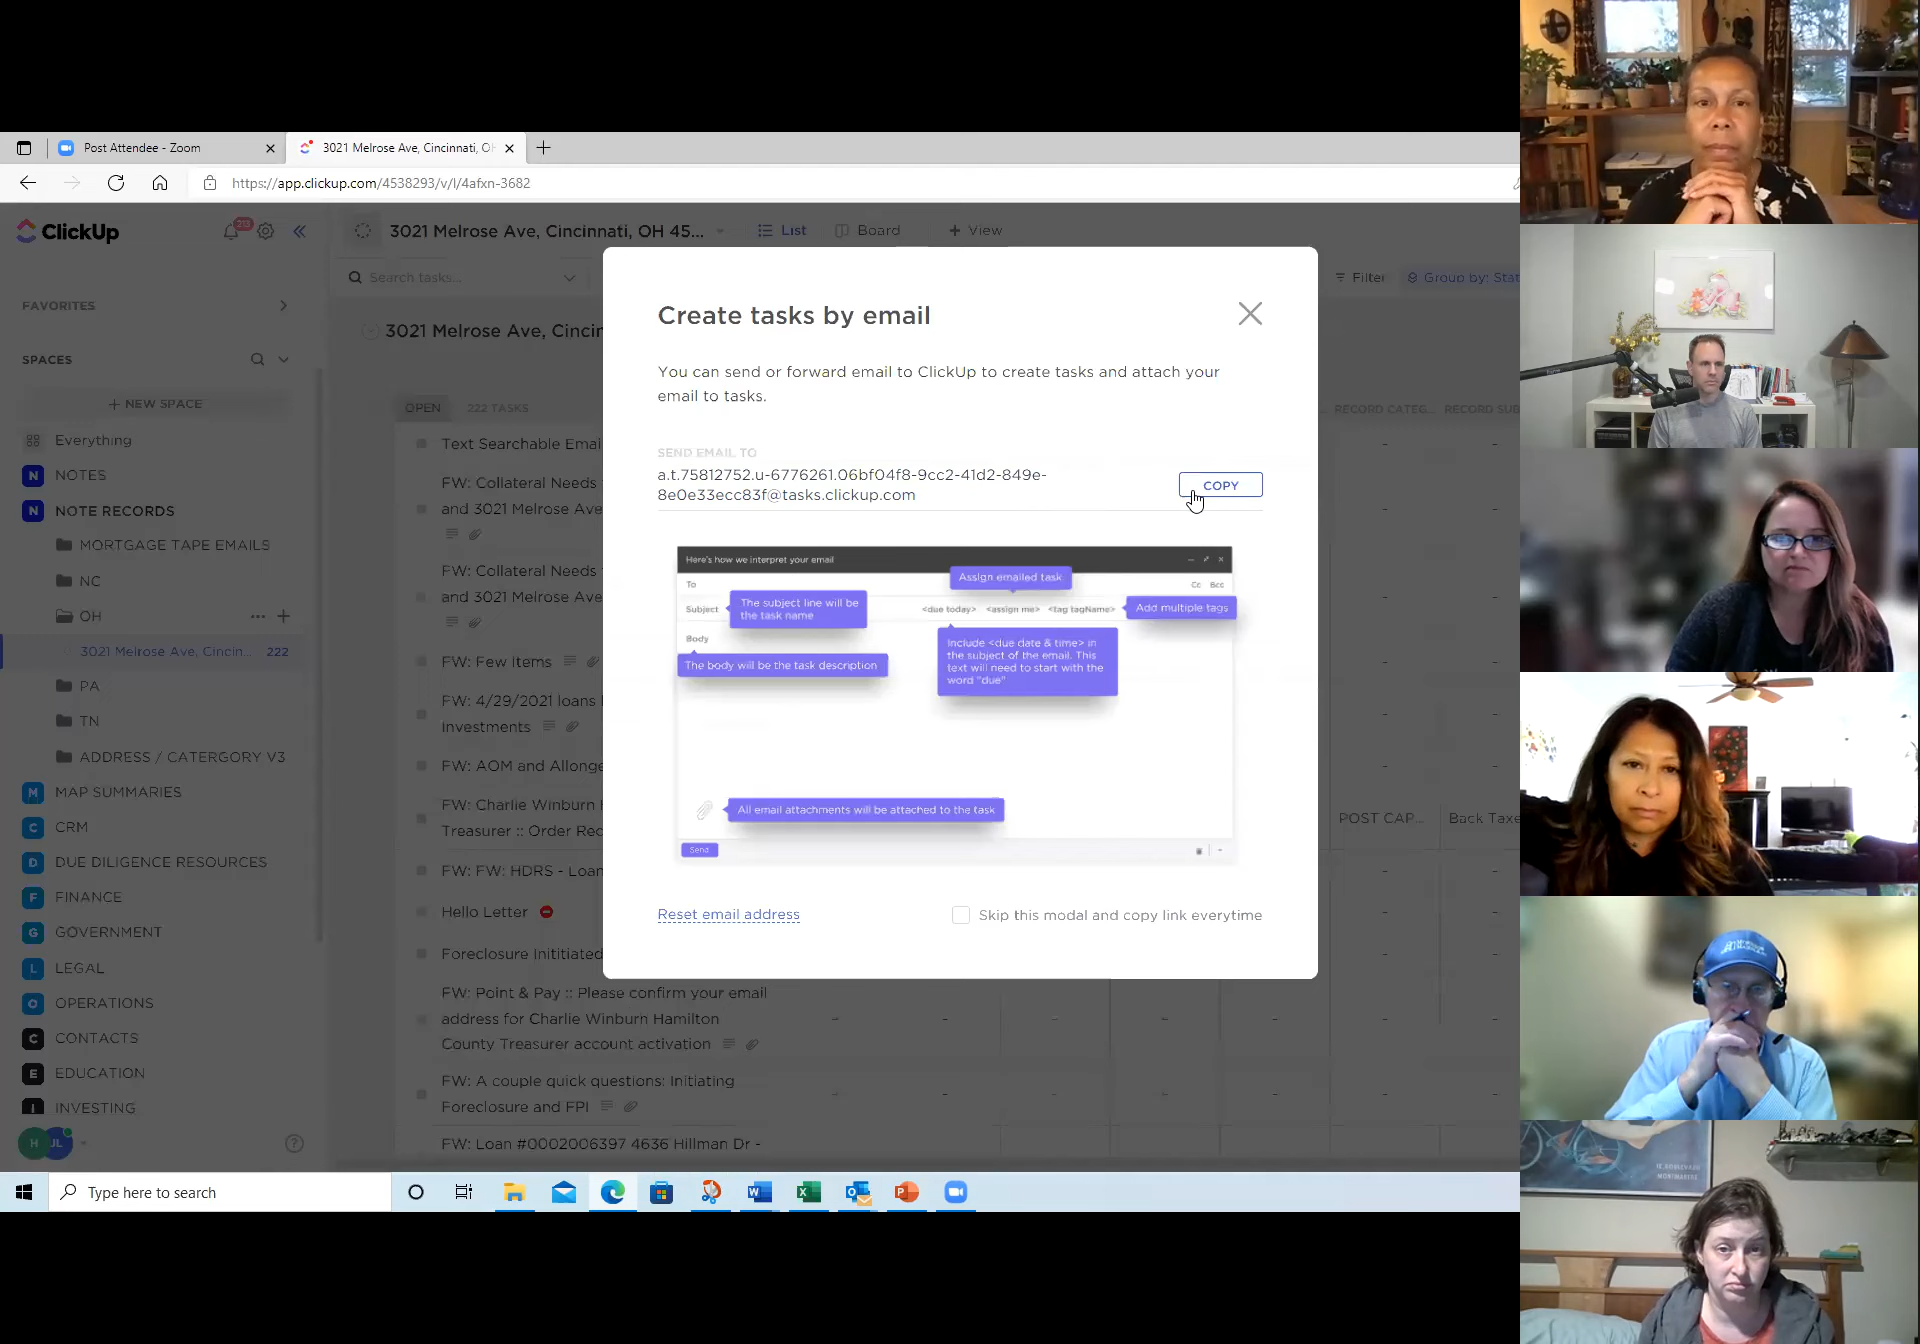 Post Attendee - Zoom
3021 Melrose Ave, Cincinnati, OH
https://app.clickup.com/4538293/v/l/4afxn-3682
ClickUp
213
3021 Melrose Ave, Cincinnati, OH 45...
List
Board
+ View
Search tasks...
Filter
Group by: Stat
FAVORITES
SPACES
+ NEW SPACE
Everything
N NOTES
N NOTE RECORDS
MORTGAGE TAPE EMAILS
NC
OH
3021 Melrose Ave, Cincin... 222
PA
TN
ADDRESS / CATERGORY V3
M MAP SUMMARIES
C CRM
D DUE DILIGENCE RESOURCES
F FINANCE
G GOVERNMENT
L LEGAL
O OPERATIONS
C CONTACTS
E EDUCATION
I INVESTING
H JL
3021 Melrose Ave, Cincin
OPEN 222 TASKS
RECORD CATEG... RECORD SUB
Text Searchable Emai
FW: Collateral Needs
and 3021 Melrose Ave
FW: Collateral Needs
and 3021 Melrose Ave
FW: Few Items
FW: 4/29/2021 loans
Investments
FW: AOM and Allonge
FW: Charlie Winburn
Treasurer :: Order Rec
POST CAP... Back Taxe
FW: FW: HDRS - Loan
Hello Letter
Foreclosure Inititiated
FW: Point & Pay :: Please confirm your email
address for Charlie Winburn Hamilton
County Treasurer account activation
FW: A couple quick questions: Initiating
Foreclosure and FPI
FW: Loan #0002006397 4636 Hillman Dr -
Create tasks by email
You can send or forward email to ClickUp to create tasks and attach your
email to tasks.
SEND EMAIL TO
a.t.75812752.u-6776261.06bf04f8-9cc2-41d2-849e-
8e0e33ecc83f@tasks.clickup.com
COPY
Here's how we interpret your email
To
Assign emailed task
Cc Bcc
Subject
The subject line will be
the task name
<due today> <assign me> <tag tagName>
Add multiple tags
Body
The body will be the task description
Include <due date & time> in
the subject of the email. This
text will need to start with the
word "due"
All email attachments will be attached to the task
Send
Reset email address
Skip this modal and copy link everytime
Type here to search